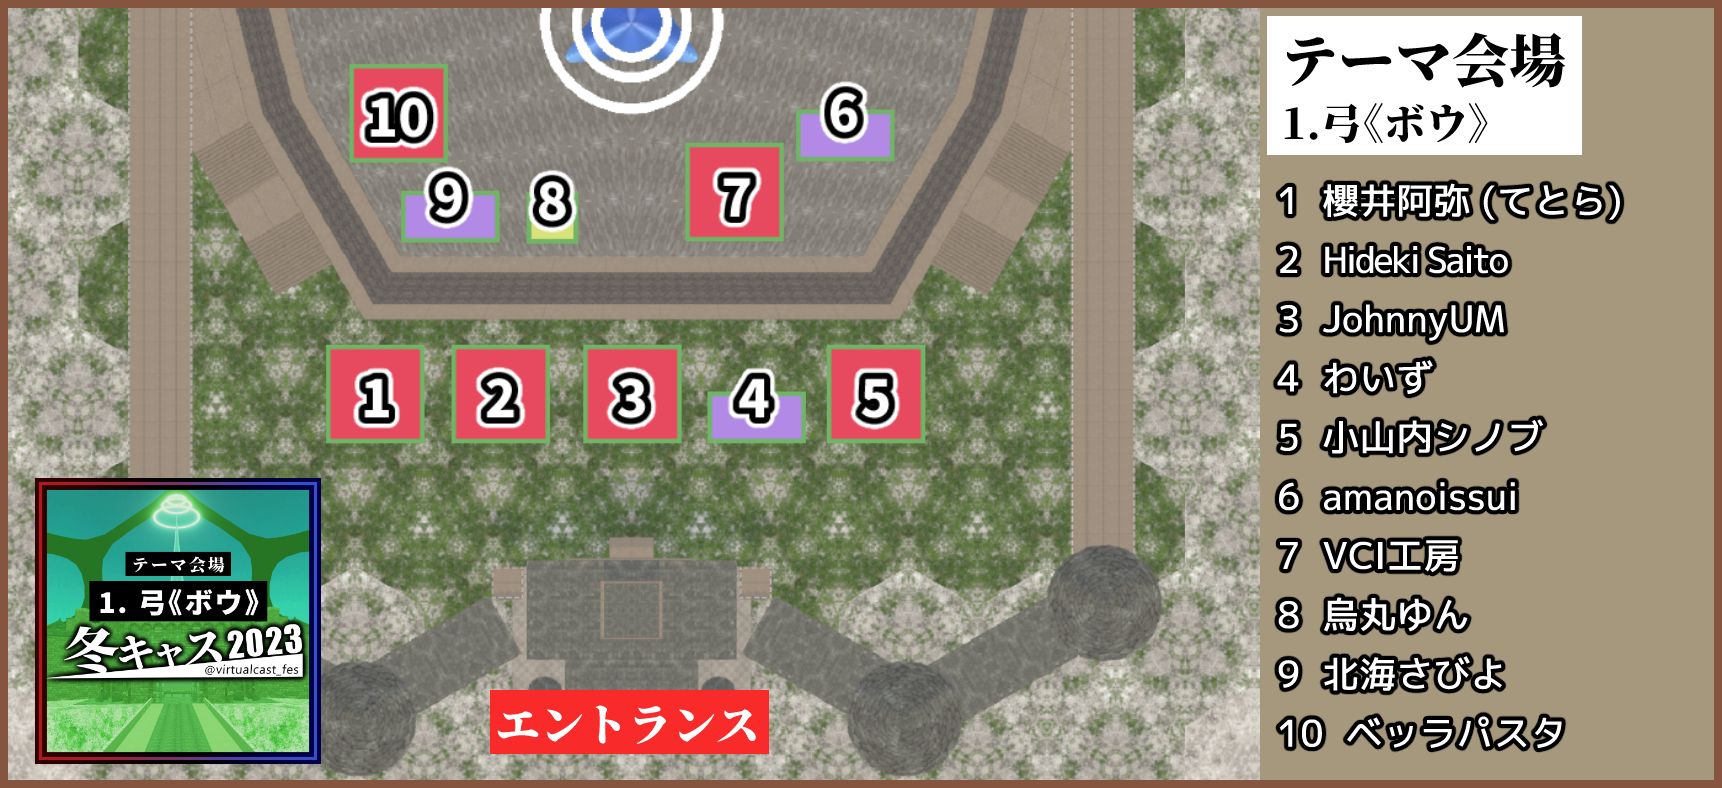 テーマ会場
1.弓《ボウ》
1 櫻井阿弥 (てとら)
2 Hideki Saito
3 JohnnyUM
4 わいず
5 小山内シノブ
6 amanoissui
7 VCI工房
8 烏丸ゆん
9 北海さびよ
10 ベッラパスタ
10
6
9
8
7
1
2
3
4
5
テーマ会場
1. 弓《ボウ》
冬キャス2023
@virtualcast_fes
エントランス